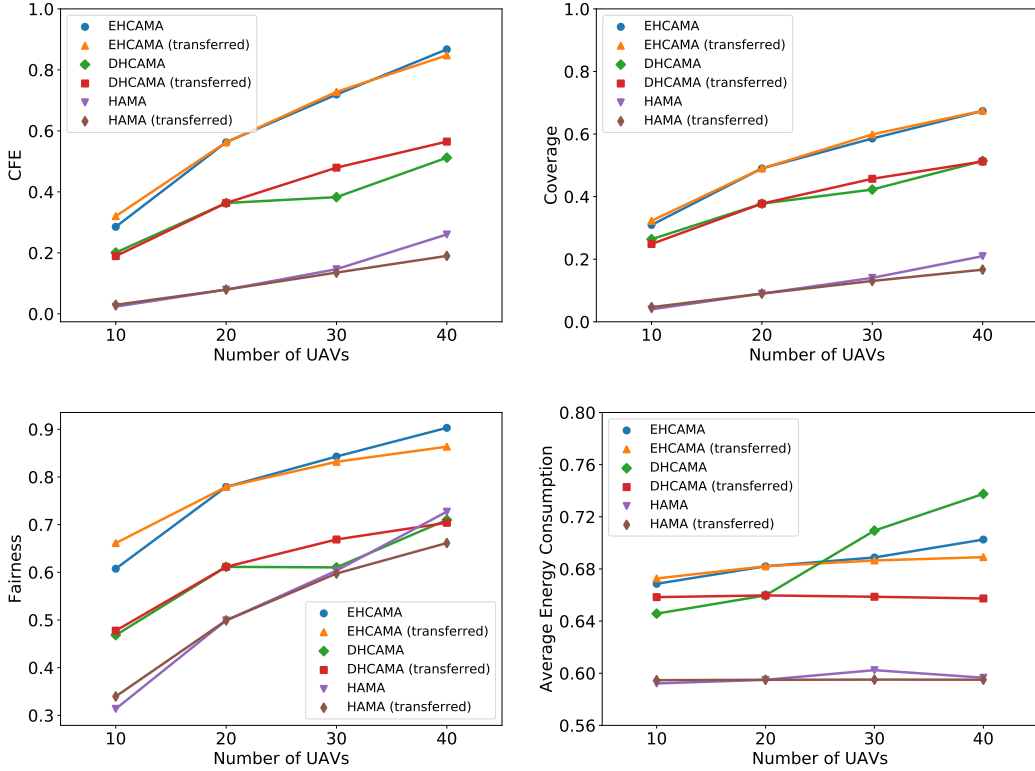 1.0
0.8
0.6
0.4
0.2
0.0
CFE
EHCAMA
EHCAMA (transferred)
DHCAMA
DHCAMA (transferred)
HAMA
HAMA (transferred)
10 20 30 40
Number of UAVs
1.0
0.8
0.6
0.4
0.2
0.0
Coverage
EHCAMA
EHCAMA (transferred)
DHCAMA
DHCAMA (transferred)
HAMA
HAMA (transferred)
10 20 30 40
Number of UAVs
0.9
0.8
0.7
0.6
0.5
0.4
0.3
Fairness
EHCAMA
EHCAMA (transferred)
DHCAMA
DHCAMA (transferred)
HAMA
HAMA (transferred)
10 20 30 40
Number of UAVs
0.80
0.76
0.72
0.68
0.64
0.60
0.56
Average Energy Consumption
EHCAMA
EHCAMA (transferred)
DHCAMA
DHCAMA (transferred)
HAMA
HAMA (transferred)
10 20 30 40
Number of UAVs